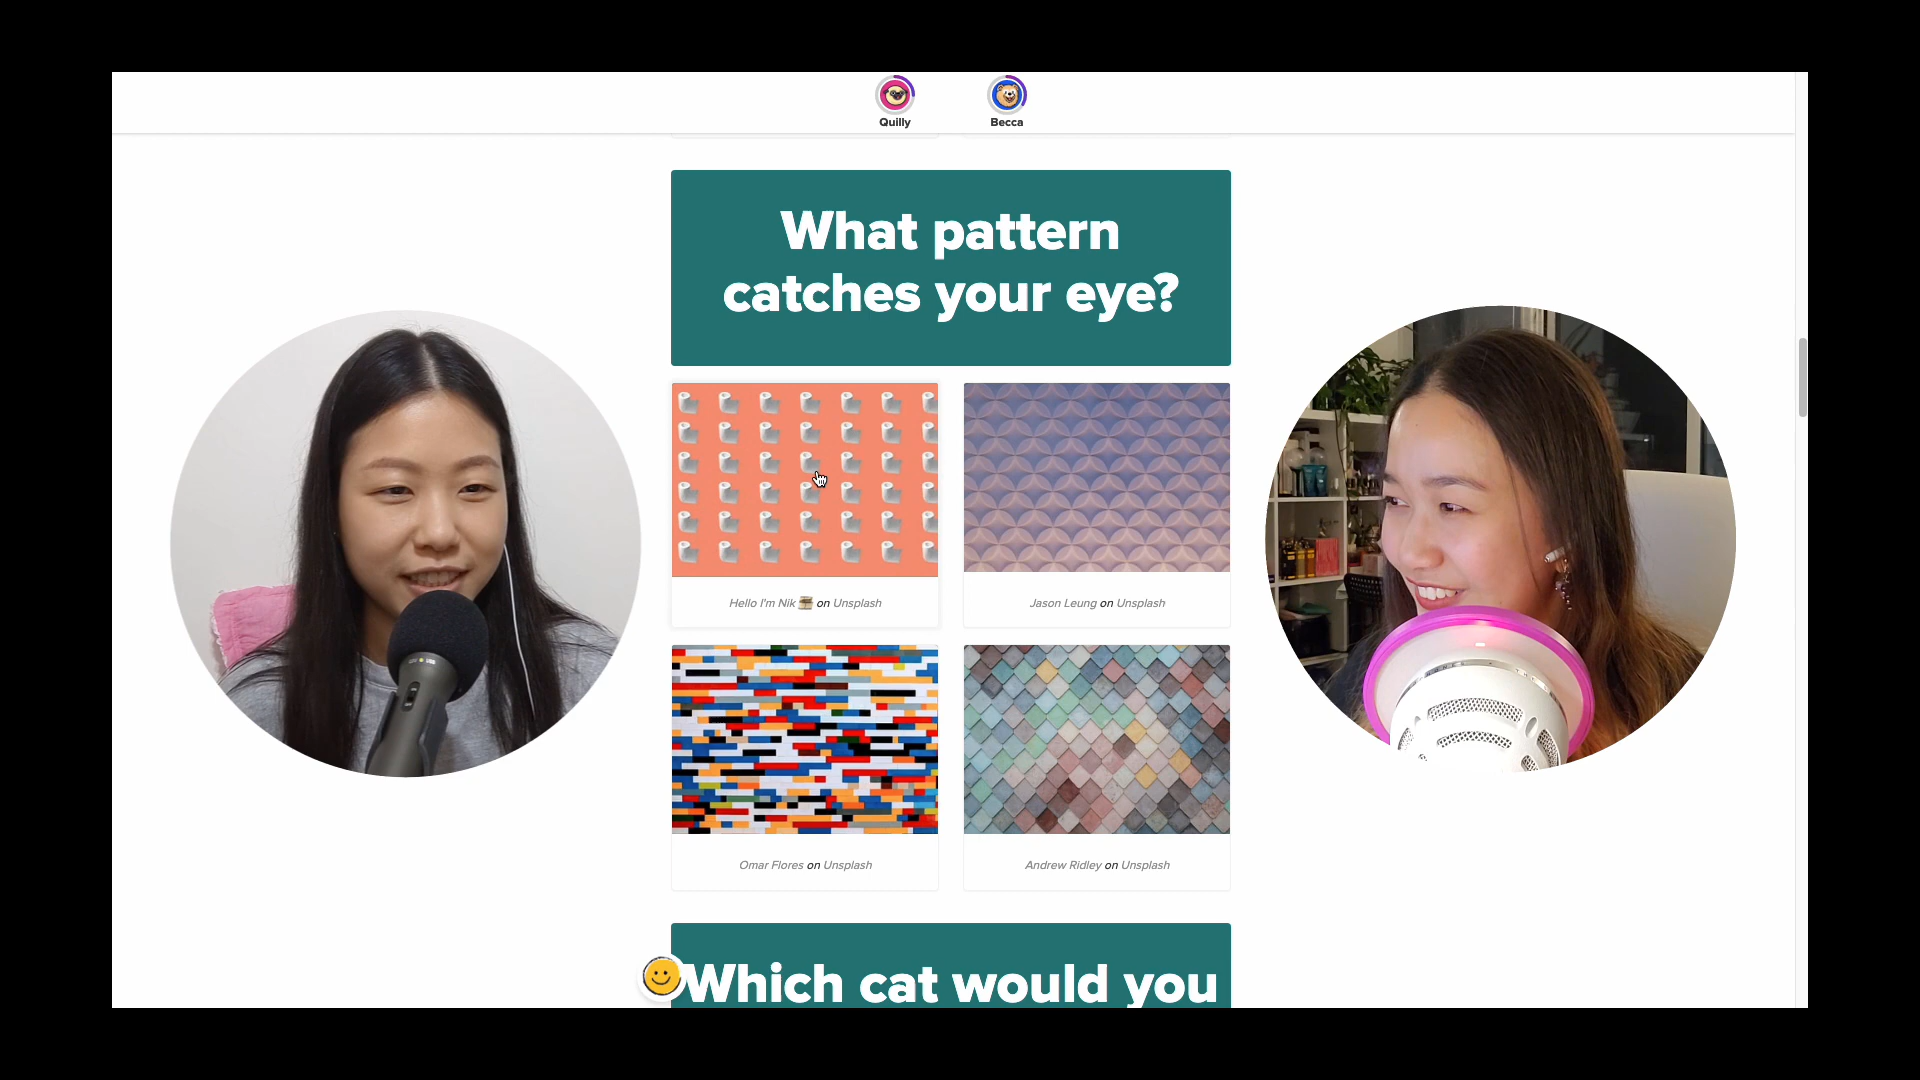 Quilly
Becca
What pattern
catches your eye?
Hello I'm Nik on Unsplash
Jason Leung on Unsplash
Omar Flores on Unsplash
Andrew Ridley on Unsplash
Which cat would you